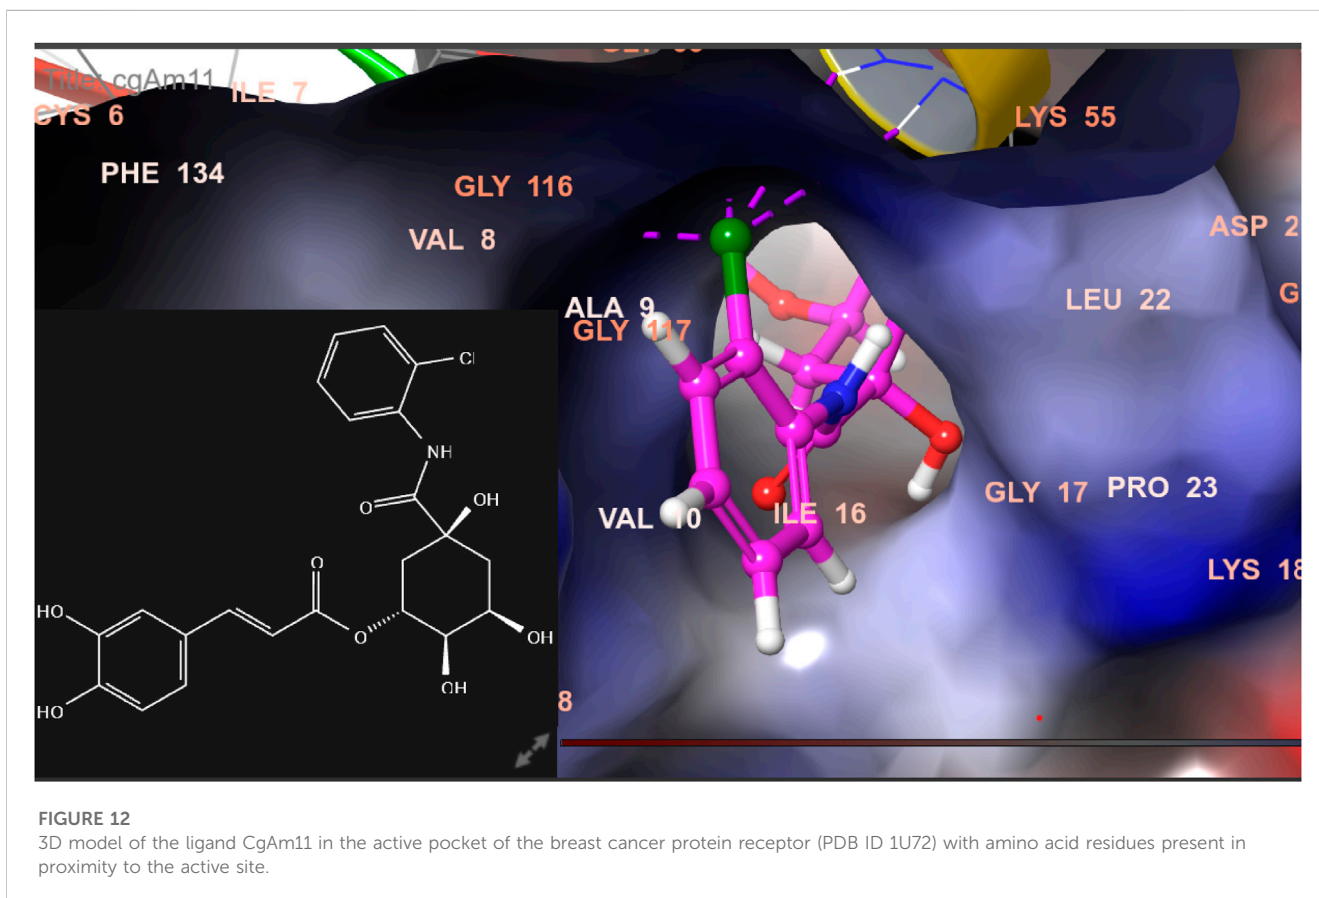 Title: cgAm11
ILE 7
CYS 6
LYS 55
PHE 134
GLY 116
ASP 2
VAL 8
LEU 22
G
ALA 9
GLY 117
Cl
NH
O
OH
GLY 17
PRO 23
VAL 10
ILE 16
LYS 18
O
HO
O
OH
OH
HO
8
FIGURE 12
3D model of the ligand CgAm11 in the active pocket of the breast cancer protein receptor (PDB ID 1U72) with amino acid residues present in
proximity to the active site.